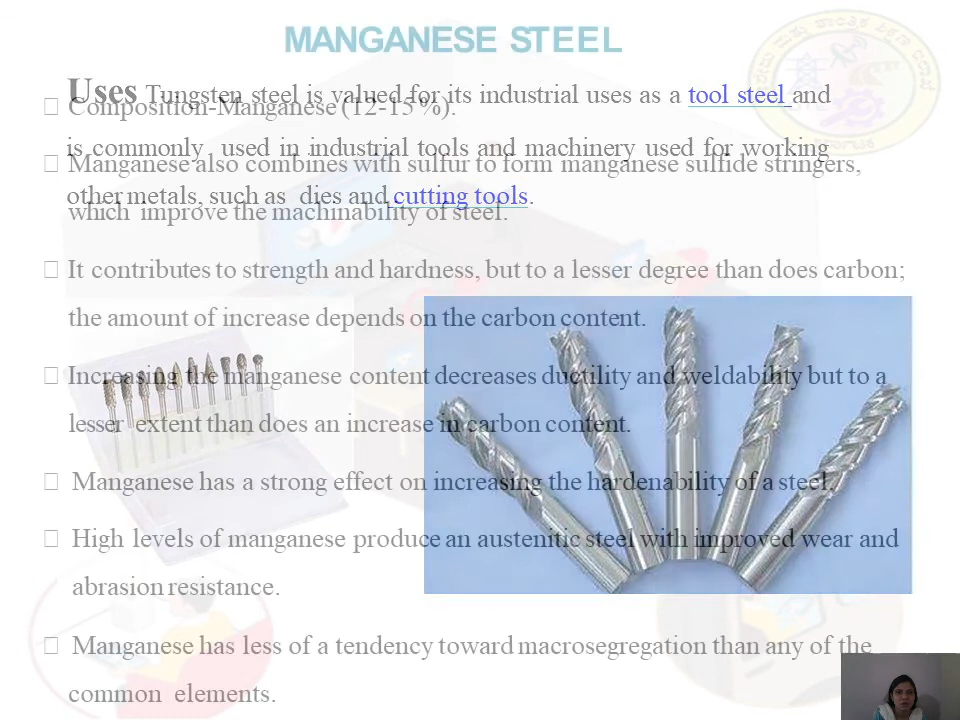 MANGANESE STEEL
Uses Tungsten steel is valued for its industrial uses as a tool steel and
is commonly used in industrial tools and machinery used for working
other metals, such as dies and cutting tools.
Composition-Manganese (12-15%).
Manganese also combines with sulfur to form manganese sulfide stringers,
which improve the machinability of steel.
It contributes to strength and hardness, but to a lesser degree than does carbon;
the amount of increase depends on the carbon content.
Increasing the manganese content decreases ductility and weldability but to a
lesser extent than does an increase in carbon content.
Manganese has a strong effect on increasing the hardenability of a steel.
High levels of manganese produce an austenitic steel with improved wear and
abrasion resistance.
Manganese has less of a tendency toward macrosegregation than any of the
common elements.